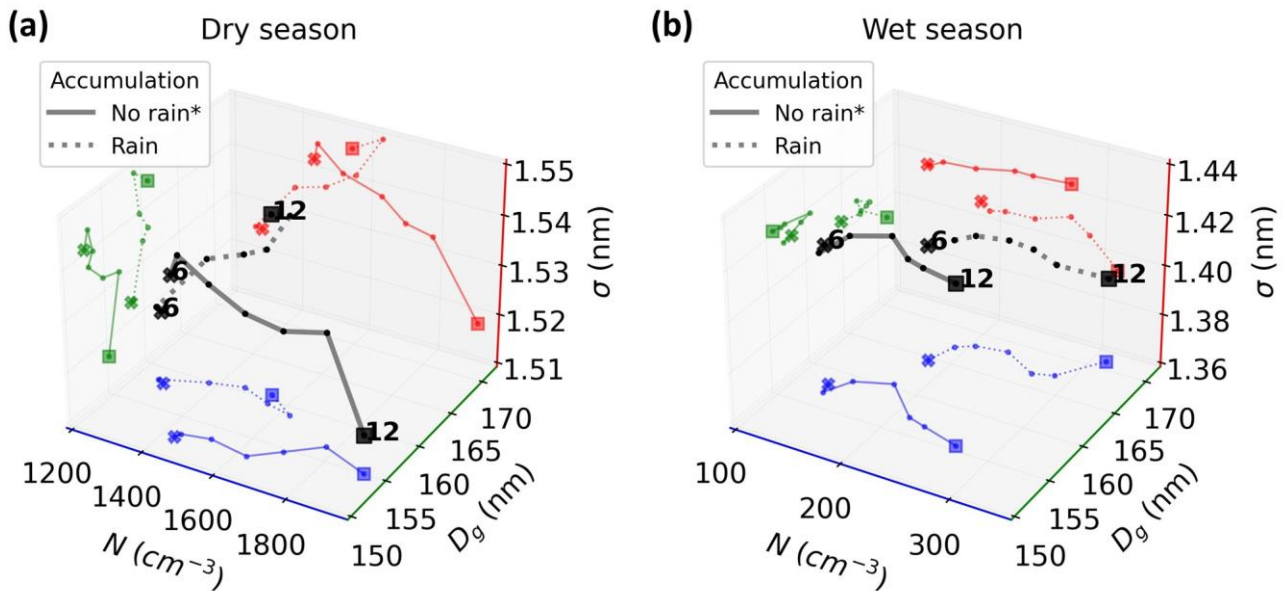 (a)
Dry season
Accumulation
No rain*
Rain
12
6
6
12
1.55
1.54
1.53
1.52
1.51
σ (nm)
170
165
160
155
150
D_g (nm)
1200
1400
1600
1800
N (cm⁻³)
(b)
Wet season
Accumulation
No rain*
Rain
6
12
6
12
1.44
1.42
1.40
1.38
1.36
σ (nm)
170
165
160
155
150
D_g (nm)
100
200
300
N (cm⁻³)